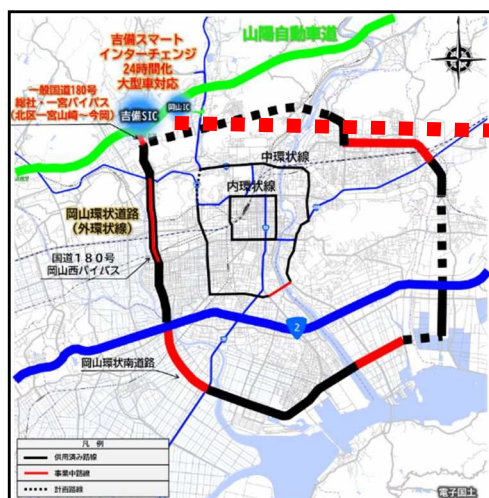 吉備スマート
インターチェンジ
24時間化
大型車対応
山陽自動車道
一般国道180号
総社・一宮バイパス
(北区一宮山崎～今岡)
吉備SIC
岡山IC
中環状線
内環状線
岡山環状道路
(外環状線)
国道180号
岡山西バイパス
2
岡山環状南道路
凡 例
供用済み路線
事業中路線
計画路線
電子国土